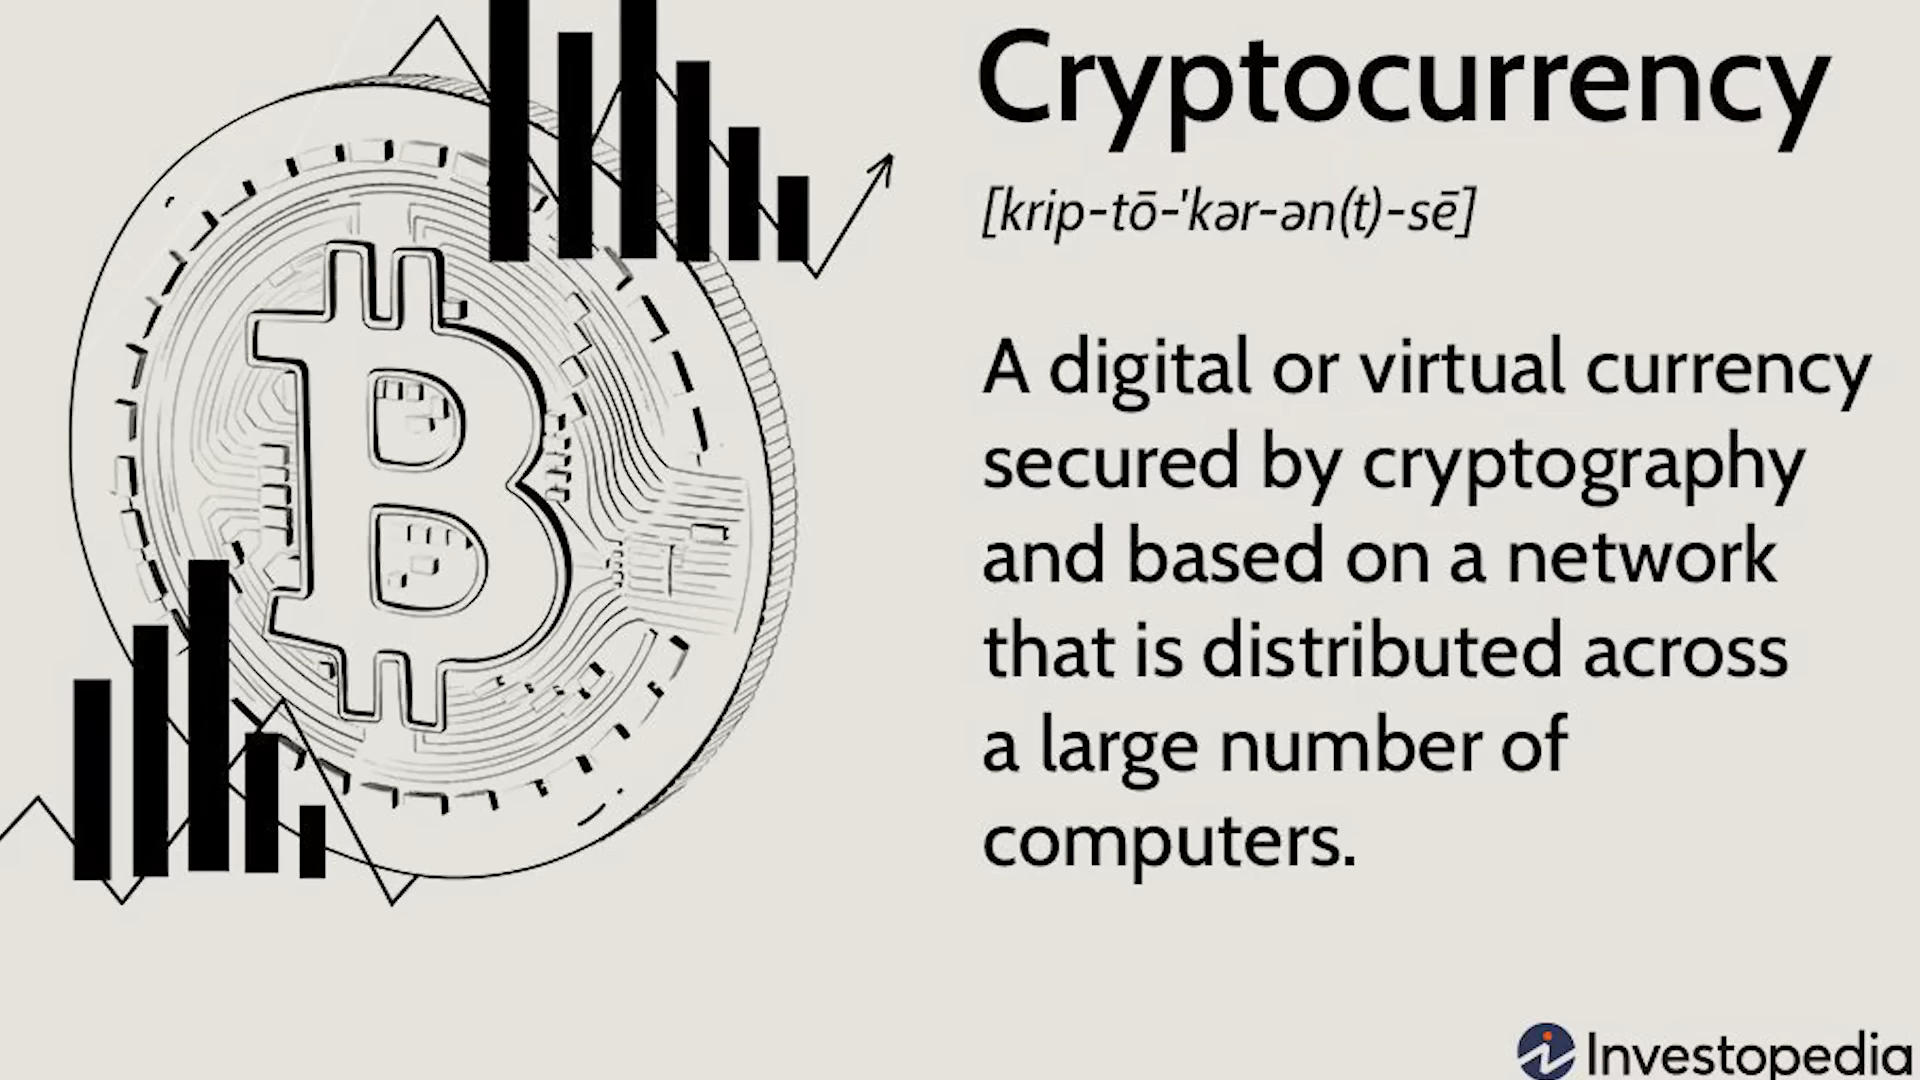 Cryptocurrency
[krip-tō-'kər-ən(t)-sē]
A digital or virtual currency
secured by cryptography
and based on a network
that is distributed across
a large number of
computers.
Investopedia